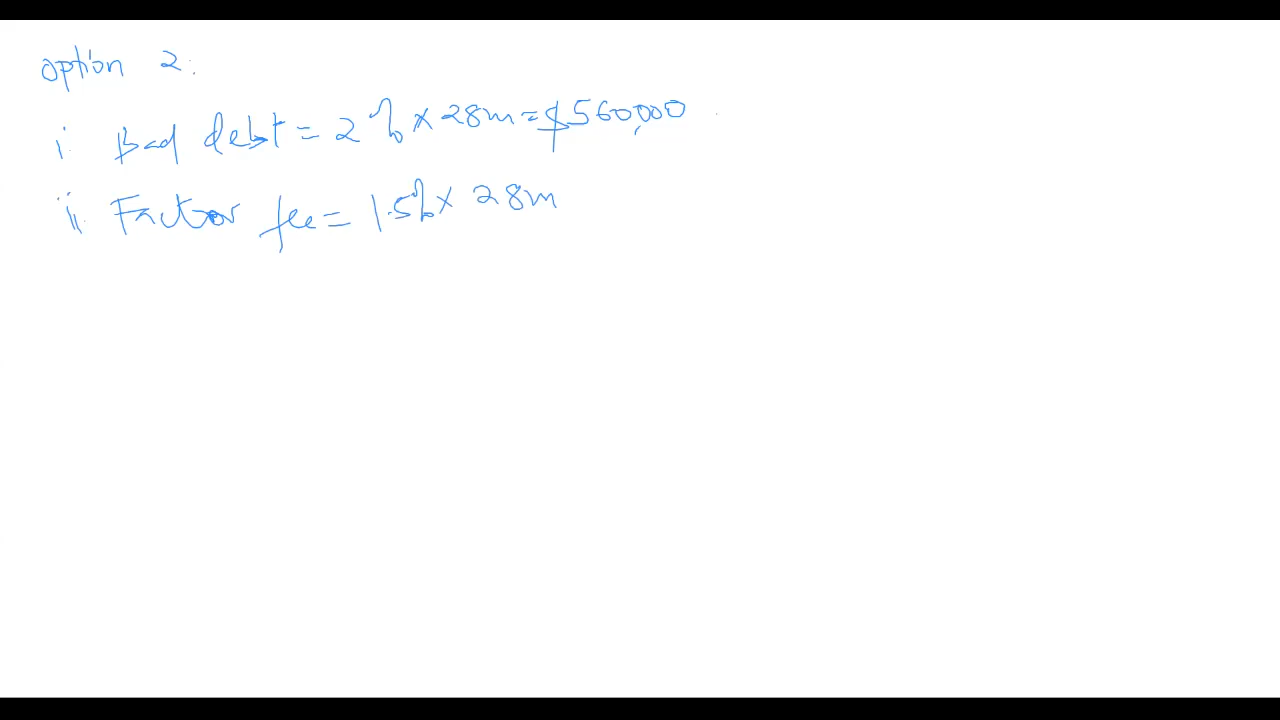 option 2:
i. Bad debt = 2% × 28m = $560,000
ii. Factor fee = 1.5% × 28m